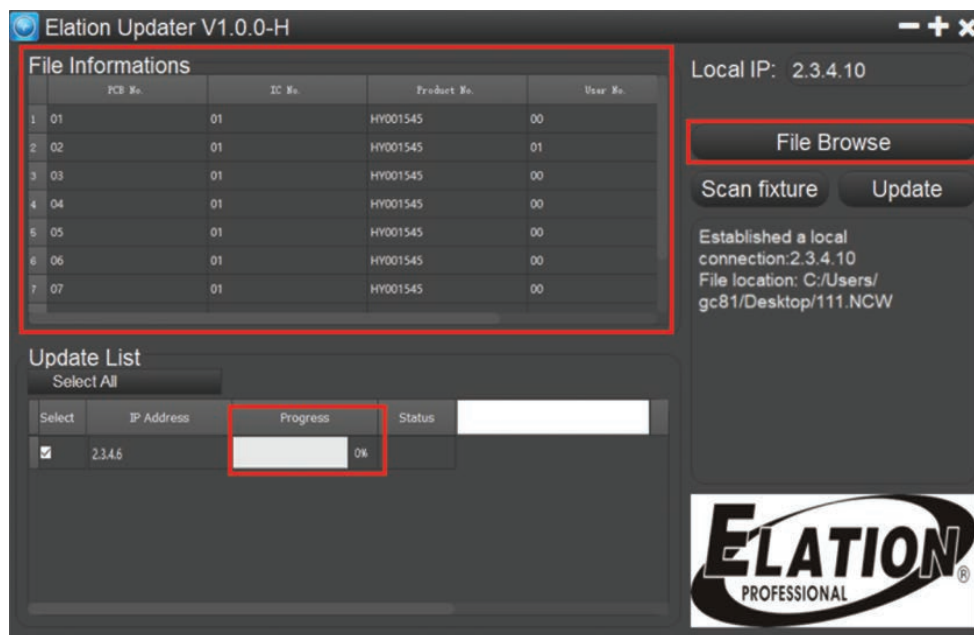 Elation Updater V1.0.0-H
File Informations
PCB No. IC No. Product No. User No.
1 01 01 HY001545 00
2 02 01 HY001545 01
3 03 01 HY001545 00
4 04 01 HY001545 00
5 05 01 HY001545 00
6 06 01 HY001545 00
7 07 01 HY001545 00
Update List
Select All
Select IP Address Progress Status
2.3.4.6 0%
Local IP: 2.3.4.10
File Browse
Scan fixture Update
Established a local
connection:2.3.4.10
File location: C:/Users/
gc81/Desktop/111.NCW
ELATION®
PROFESSIONAL